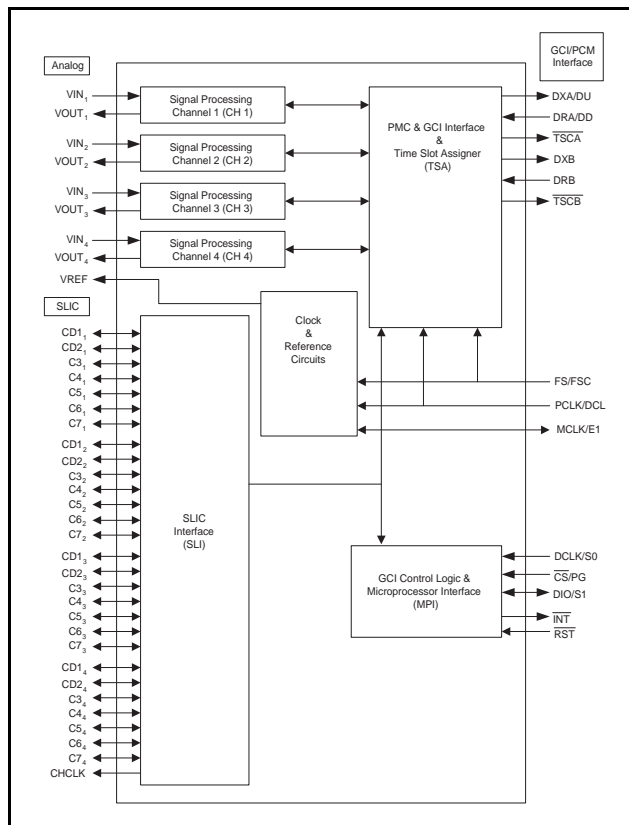 Analog
GCI/PCM
Interface
VIN1
VOUT1
VIN2
VOUT2
VIN3
VOUT3
VIN4
VOUT4
VREF
Signal Processing
Channel 1 (CH 1)
Signal Processing
Channel 2 (CH 2)
Signal Processing
Channel 3 (CH 3)
Signal Processing
Channel 4 (CH 4)
PMC & GCI Interface
&
Time Slot Assigner
(TSA)
DXA/DU
DRA/DD
TSCA
DXB
DRB
TSCB
SLIC
CD11
CD21
C31
C41
C51
C61
C71
CD12
CD22
C32
C42
C52
C62
C72
CD13
CD23
C33
C43
C53
C63
C73
CD14
CD24
C34
C44
C54
C64
C74
CHCLK
Clock
&
Reference
Circuits
FS/FSC
PCLK/DCL
MCLK/E1
SLIC
Interface
(SLI)
GCI Control Logic &
Microprocessor Interface
(MPI)
DCLK/S0
CS/PG
DIO/S1
INT
RST